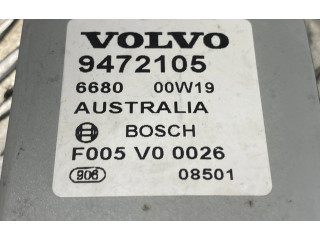 VOLVO
9472105
6680 00W19
AUSTRALIA
BOSCH
F005 V0 0026
906 08501